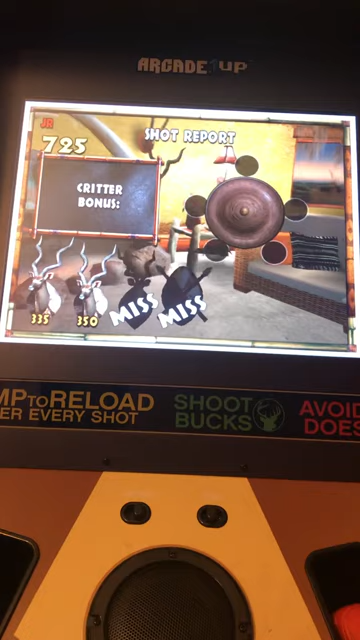 ARCADE1UP
JR
725
SHOT REPORT
CRITTER
BONUS:
335
350
MISS
MISS
MP TO RELOAD
ER EVERY SHOT
SHOOT
BUCKS
AVOID
DOES